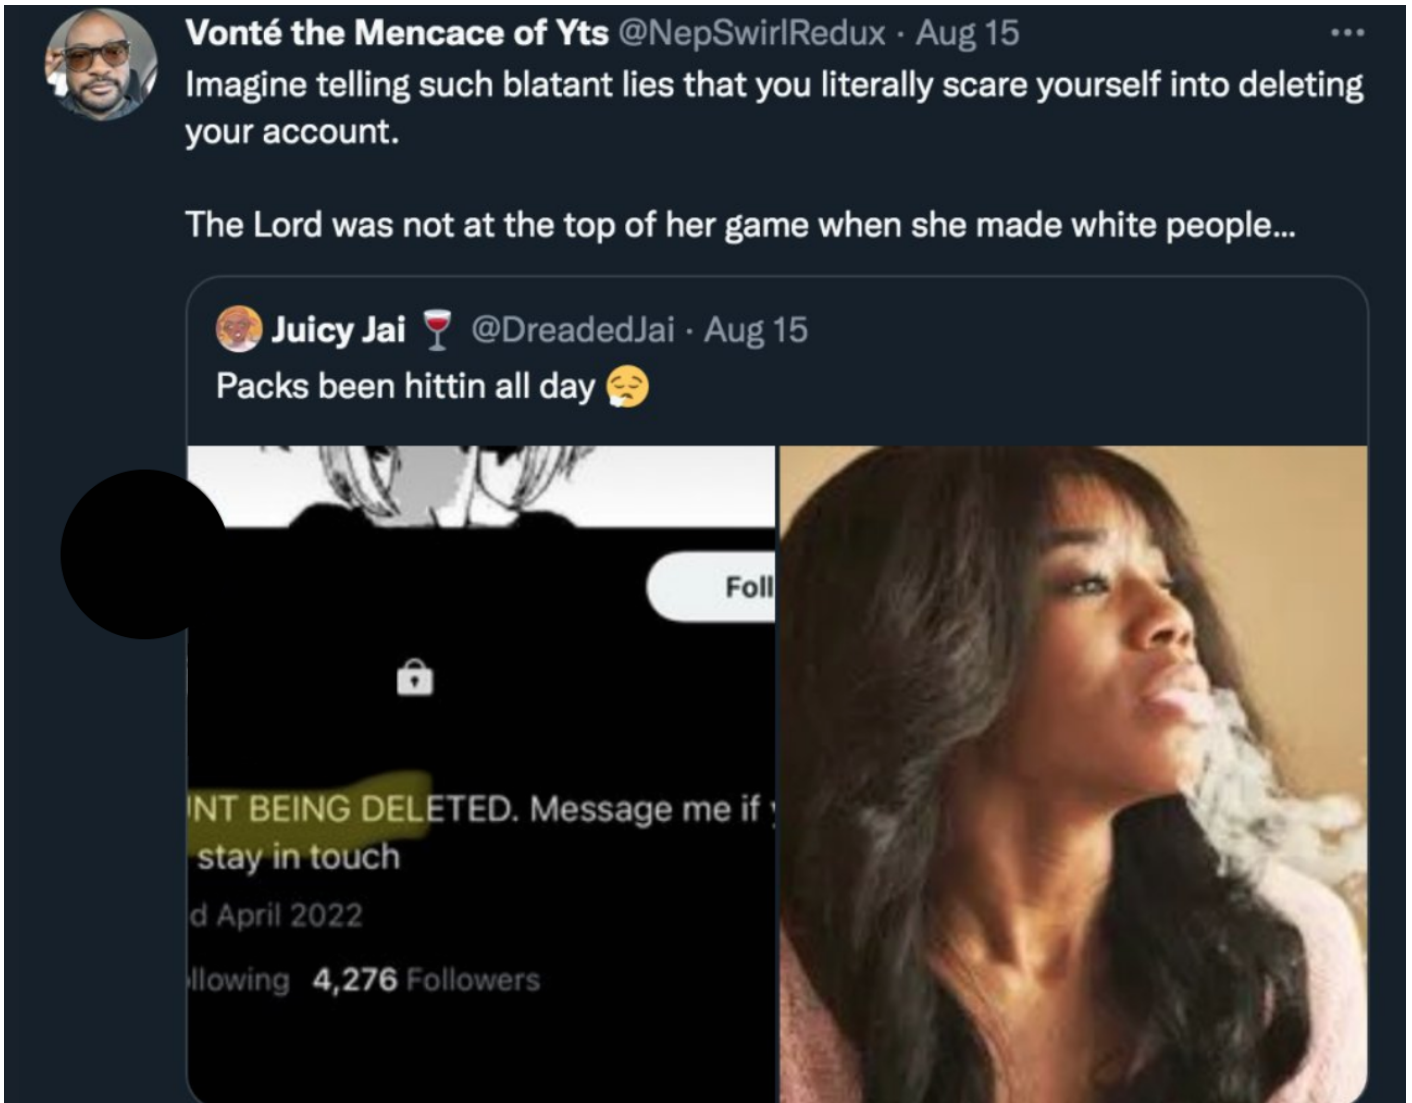 Vonté the Mencace of Yts @NepSwirlRedux · Aug 15
Imagine telling such blatant lies that you literally scare yourself into deleting
your account.
The Lord was not at the top of her game when she made white people...
Juicy Jai 🍷 @DreadedJai · Aug 15
Packs been hittin all day 😮‍💨
Foll
NT BEING DELETED. Message me if
stay in touch
d April 2022
llowing 4,276 Followers